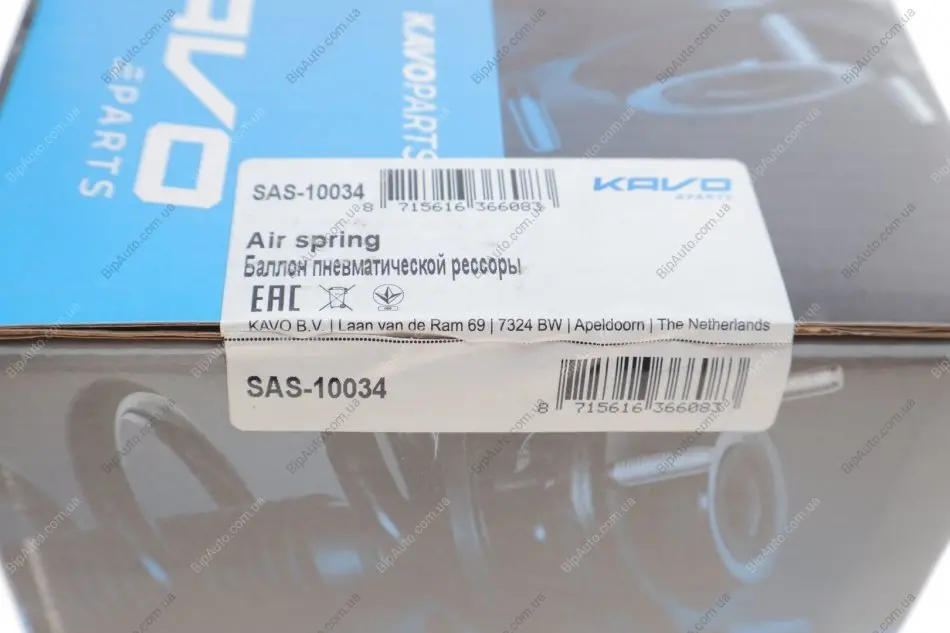 KAVO
PARTS
KAVOPARTS
SAS-10034
8 715616 366083
KAVO
PARTS
Air spring
Баллон пневматической рессоры
EAC
KAVO B.V. | Laan van de Ram 69 | 7324 BW | Apeldoorn | The Netherlands
SAS-10034
8 715616 366083
BipAuto.com.ua